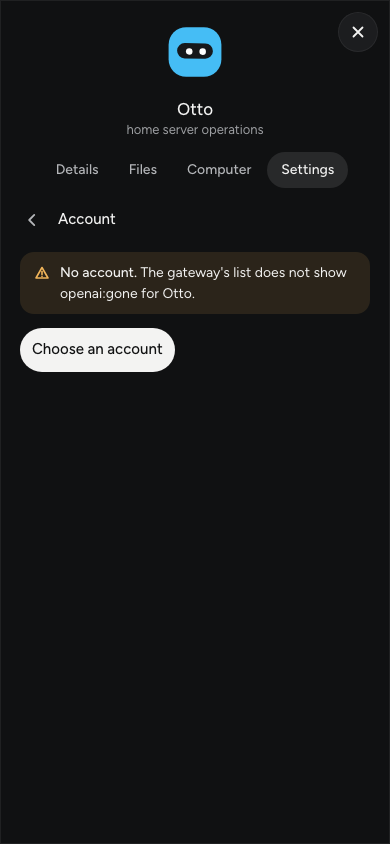 Otto
home server operations
Details Files Computer Settings
Account
No account. The gateway's list does not show
openai:gone for Otto.
Choose an account